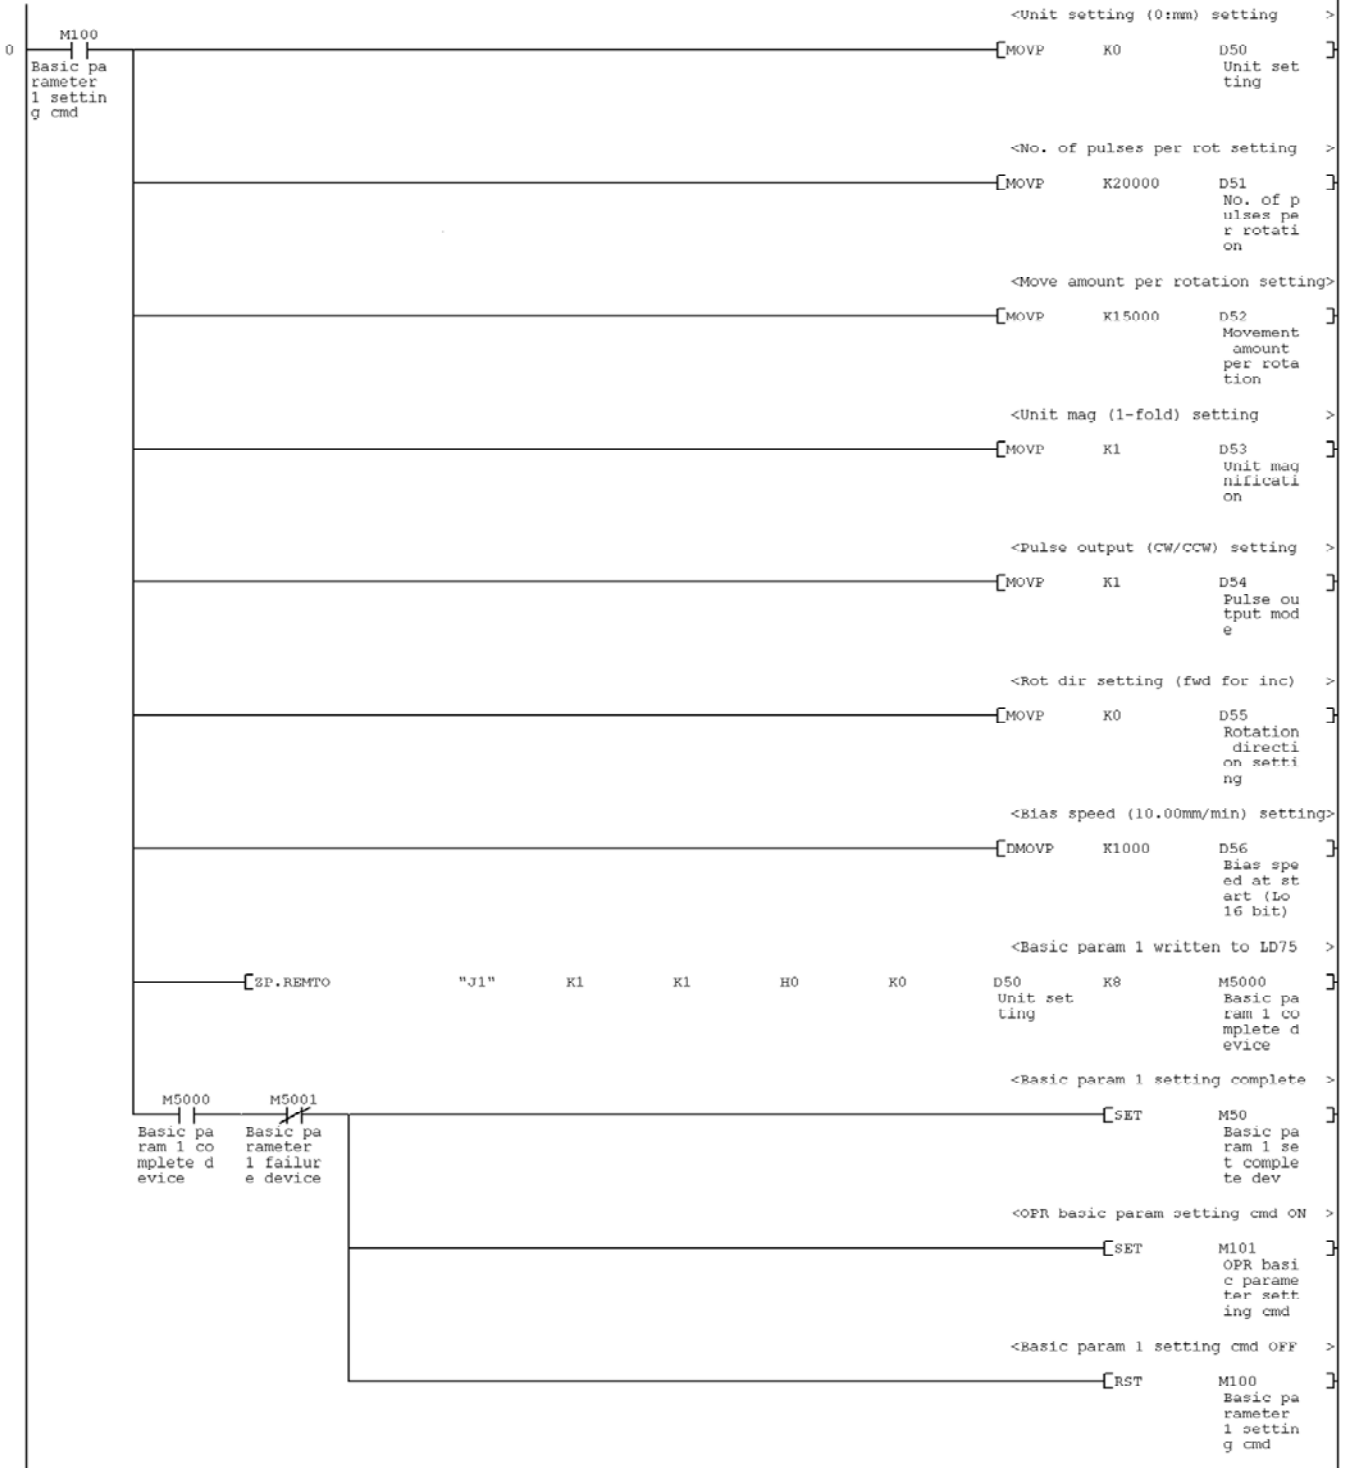 <Unit setting (0:mm) setting >
M100
0 [MOVP K0 D50 ]
Basic pa
rameter
1 settin
g cmd
Unit set
ting
<No. of pulses per rot setting >
[MOVP K20000 D51 ]
No. of p
ulses pe
r rotati
on
<Move amount per rotation setting>
[MOVP K15000 D52 ]
Movement
amount
per rota
tion
<Unit mag (1-fold) setting >
[MOVP K1 D53 ]
Unit mag
nificati
on
<Pulse output (CW/CCW) setting >
[MOVP K1 D54 ]
Pulse ou
tput mod
e
<Rot dir setting (fwd for inc) >
[MOVP K0 D55 ]
Rotation
directi
on setti
ng
<Bias speed (10.00mm/min) setting>
[DMOVP K1000 D56 ]
Bias spe
ed at st
art (Lo
16 bit)
<Basic param 1 written to LD75 >
[ZP.REMTO "J1" K1 K1 H0 K0 D50 K8 M5000 ]
Unit set
ting
Basic pa
ram 1 co
mplete d
evice
<Basic param 1 setting complete >
M5000 M5001
[SET M50 ]
Basic pa
ram 1 co
mplete d
evice
Basic pa
rameter
1 failur
e device
Basic pa
ram 1 se
t comple
te dev
<OPR basic param setting cmd ON >
[SET M101 ]
OPR basi
c parame
ter sett
ing cmd
<Basic param 1 setting cmd OFF >
[RST M100 ]
Basic pa
rameter
1 settin
g cmd